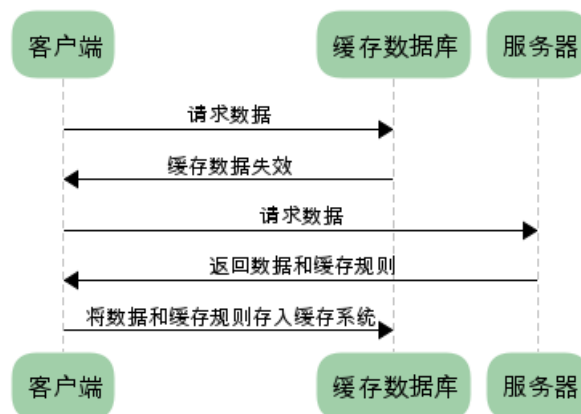 客户端
缓存数据库
服务器
请求数据
缓存数据失效
请求数据
返回数据和缓存规则
将数据和缓存规则存入缓存系统
客户端
缓存数据库
服务器